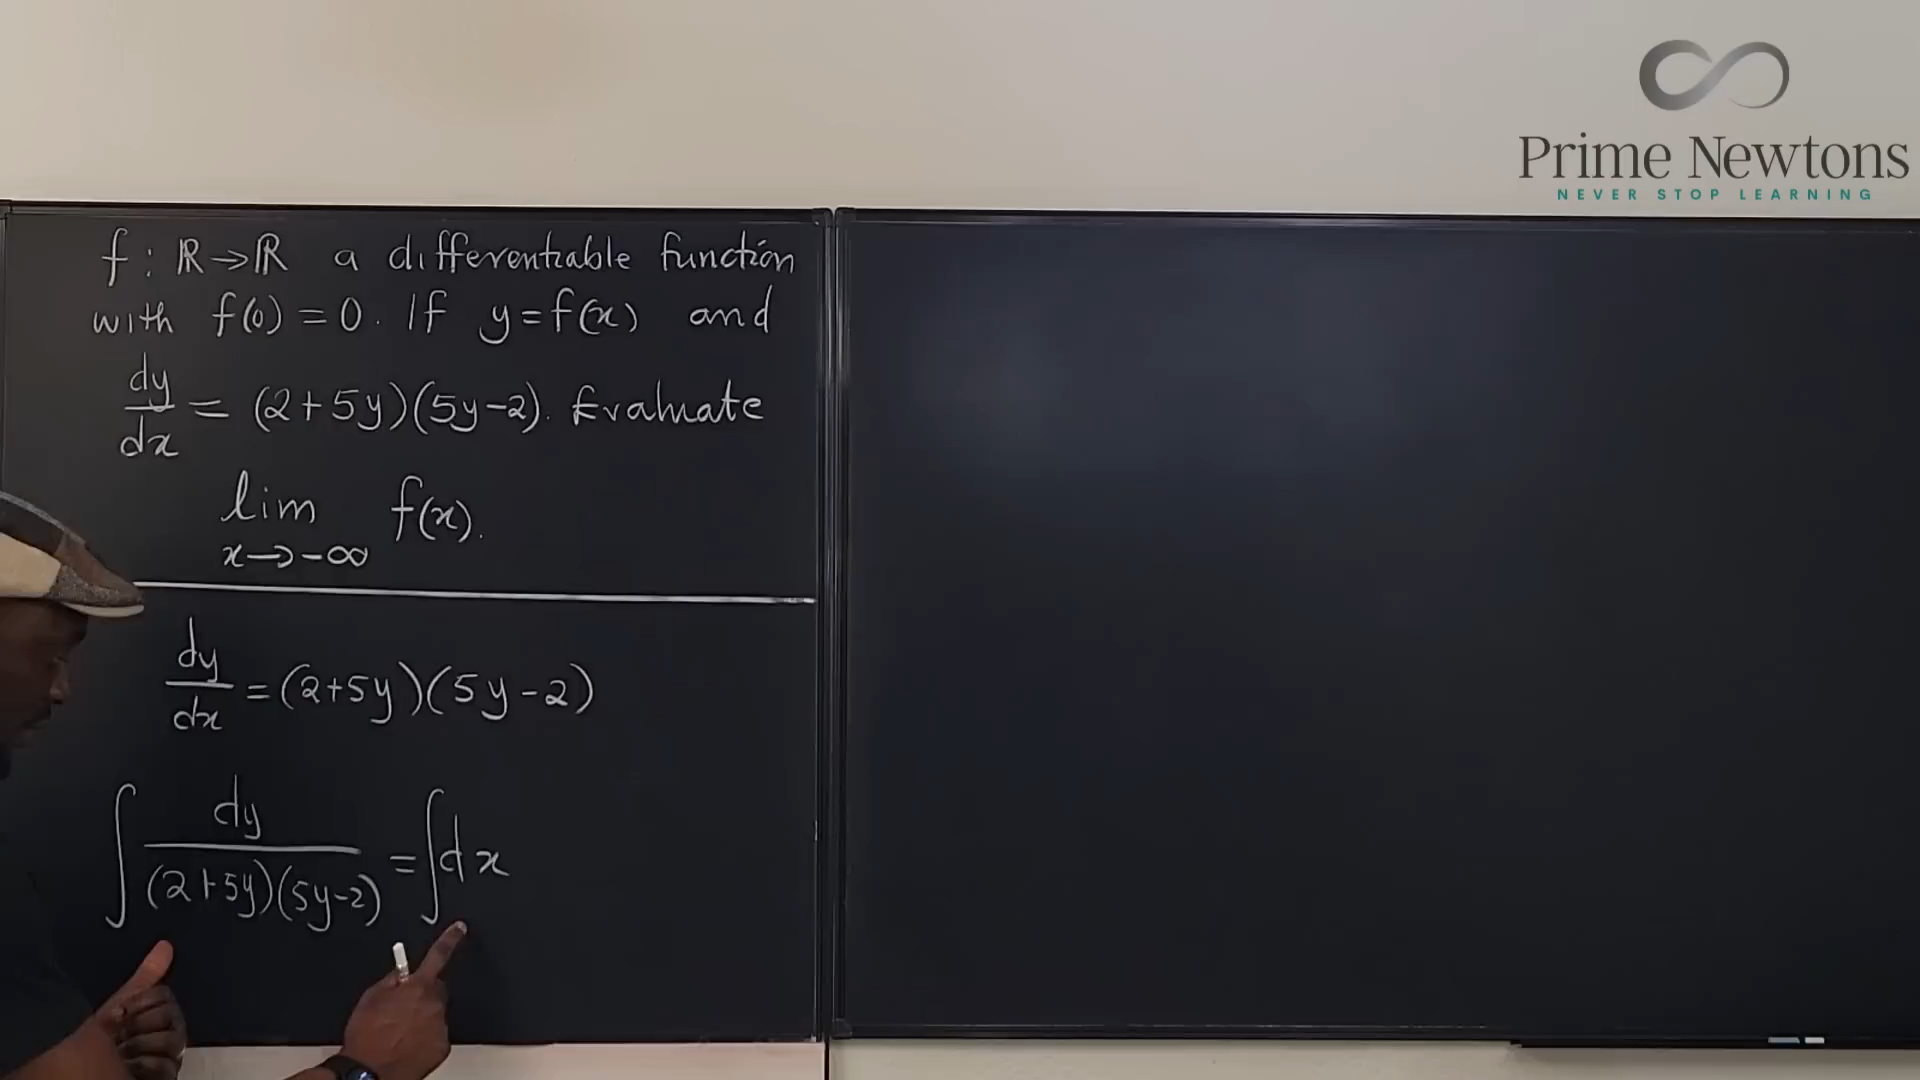 Prime Newtons
NEVER STOP LEARNING
f : ℝ→ℝ a differentiable function
with f(0) = 0. If y = f(x) and
dy/dx = (2+5y)(5y−2). Evaluate
lim x→−∞ f(x).
dy/dx = (2+5y)(5y−2)
∫ dy/((2+5y)(5y−2)) = ∫dx